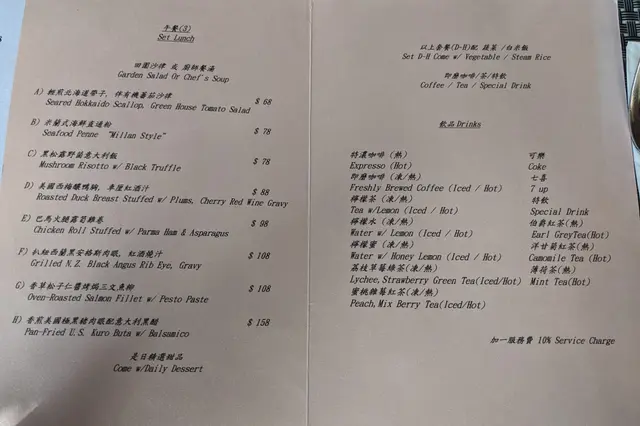 午餐(3)
Set Lunch
田園沙律 或 廚師餐湯
Garden Salad Or Chef's Soup
A) 輕煎北海道帶子, 伴有機蕃茄沙律
Seared Hokkaido Scallop, Green House Tomato Salad
$ 68
B) 米蘭式海鮮直通粉
Seafood Penne "Millan Style"
$ 78
C) 黑松露野菌意大利飯
Mushroom Risotto w/ Black Truffle
$ 78
D) 美國西梅釀鴨胸, 車厘紅酒汁
Roasted Duck Breast Stuffed w/ Plums, Cherry Red Wine Gravy
$ 88
E) 巴馬火腿露筍雞卷
Chicken Roll Stuffed w/ Parma Ham & Asparagus
$ 98
F) 扒紐西蘭黑安格斯肉眼, 紅酒燒汁
Grilled N.Z. Black Angus Rib Eye, Gravy
$ 108
G) 香草松子仁醬烤焗三文魚柳
Oven-Roasted Salmon Fillet w/ Pesto Paste
$ 108
H) 香煎美國極黑豬肉眼配意大利黑醋
Pan-Fried U.S. Kuro Buta w/ Balsamico
$ 158
是日精選甜品
Come w/Daily Dessert
以上套餐(D-H)配 蔬菜 /白米飯
Set D-H Come w/ Vegetable / Steam Rice
即磨咖啡/茶/特飲
Coffee / Tea / Special Drink
飲品 Drinks
特濃咖啡 (熱)
Expresso (Hot)
即磨咖啡 (凍/熱)
Freshly Brewed Coffee (Iced / Hot)
檸檬茶 (凍/熱)
Tea w/Lemon (Iced / Hot)
檸檬水 (凍/熱)
Water w/ Lemon (Iced / Hot)
檸檬蜜 (凍/熱)
Water w/ Honey Lemon (Iced / Hot)
荔枝草莓綠茶(凍/熱)
Lychee, Strawberry Green Tea(Iced/Hot)
蜜桃雜莓紅茶(凍/熱)
Peach, Mix Berry Tea(Iced/Hot)
可樂
Coke
七喜
7 up
特飲
Special Drink
伯爵紅茶(熱)
Earl GreyTea(Hot)
洋甘菊紅茶(熱)
Camomile Tea (Hot)
薄荷茶(熱)
Mint Tea(Hot)
加一服務費 10% Service Charge